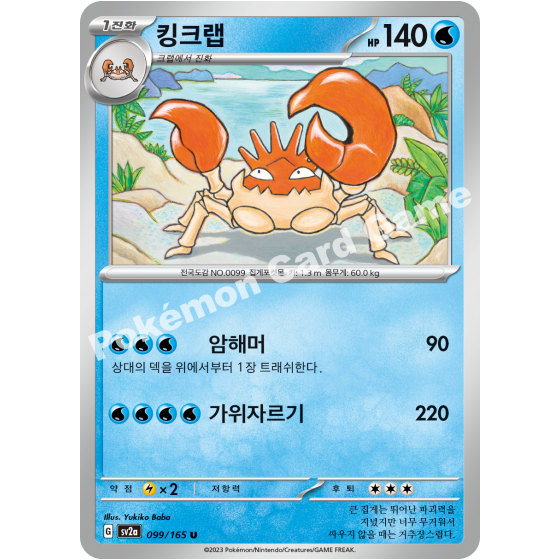 1진화
킹크랩
HP 140
크랩에서 진화
전국도감 NO.0099 집게포켓몬 키: 1.3 m 몸무게: 60.0 kg
암해머 90
상대의 덱을 위에서부터 1장 트래쉬한다.
가위자르기 220
약점 ×2 저항력 후퇴
Illus. Yukiko Baba
G sv2a 099/165 U
큰 집게는 뛰어난 파괴력을
지녔지만 너무 무거워서
싸우지 않을 때는 거추장스럽다.
©2023 Pokémon/Nintendo/Creatures/GAME FREAK.
Pokémon Card Game